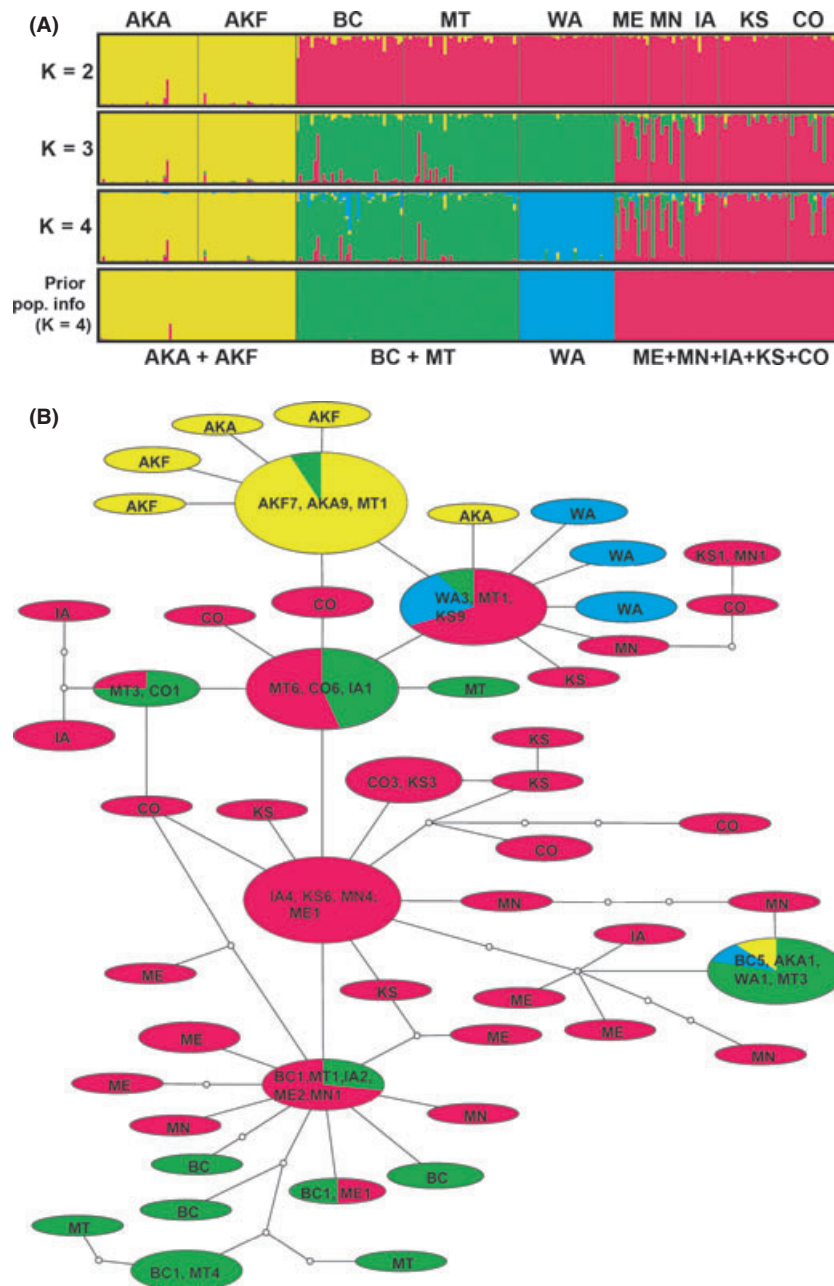 (A)
AKA AKF BC MT WA ME MN IA KS CO
K = 2
K = 3
K = 4
Prior
pop. info
(K = 4)
AKA + AKF BC + MT WA ME+MN+IA+KS+CO
(B)
AKF
AKA
AKF
AKF
AKF7, AKA9, MT1
AKA
WA
WA
KS1, MN1
WA3, MT1,
KS9
CO
WA
IA
CO
CO
MN
KS
MT3, CO1
MT6, CO6, IA1
MT
IA
KS
CO3, KS3
KS
CO
KS
CO
CO
IA4, KS6, MN4,
ME1
MN
MN
IA
BC5, AKA1,
WA1, MT3
ME
KS
ME
ME
ME
ME
MN
BC1,MT1,IA2,
ME2,MN1
ME
MN
MN
BC
BC
BC1, ME1
BC
MT
BC1, MT4
MT